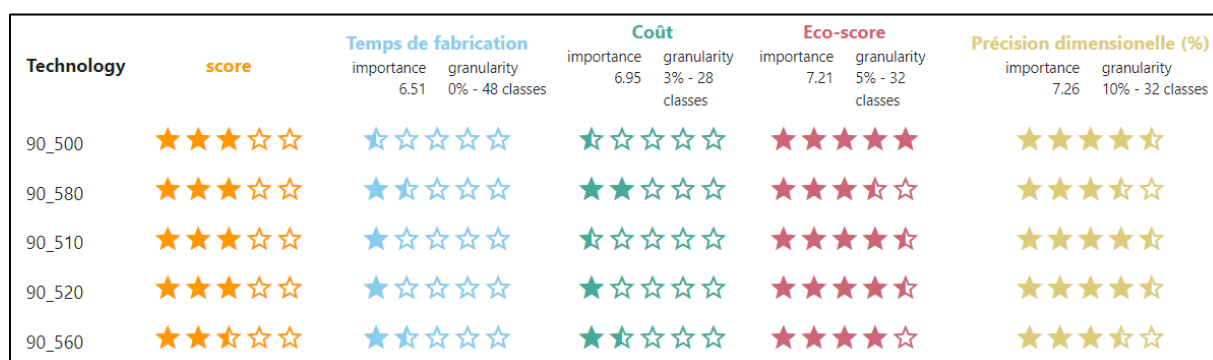 Technology score Temps de fabrication Coût Eco-score Précision dimensionelle (%)
importance granularity importance granularity importance granularity importance granularity
6.51 0% - 48 classes 6.95 3% - 28 classes 7.21 5% - 32 classes 7.26 10% - 32 classes
90_500
90_580
90_510
90_520
90_560